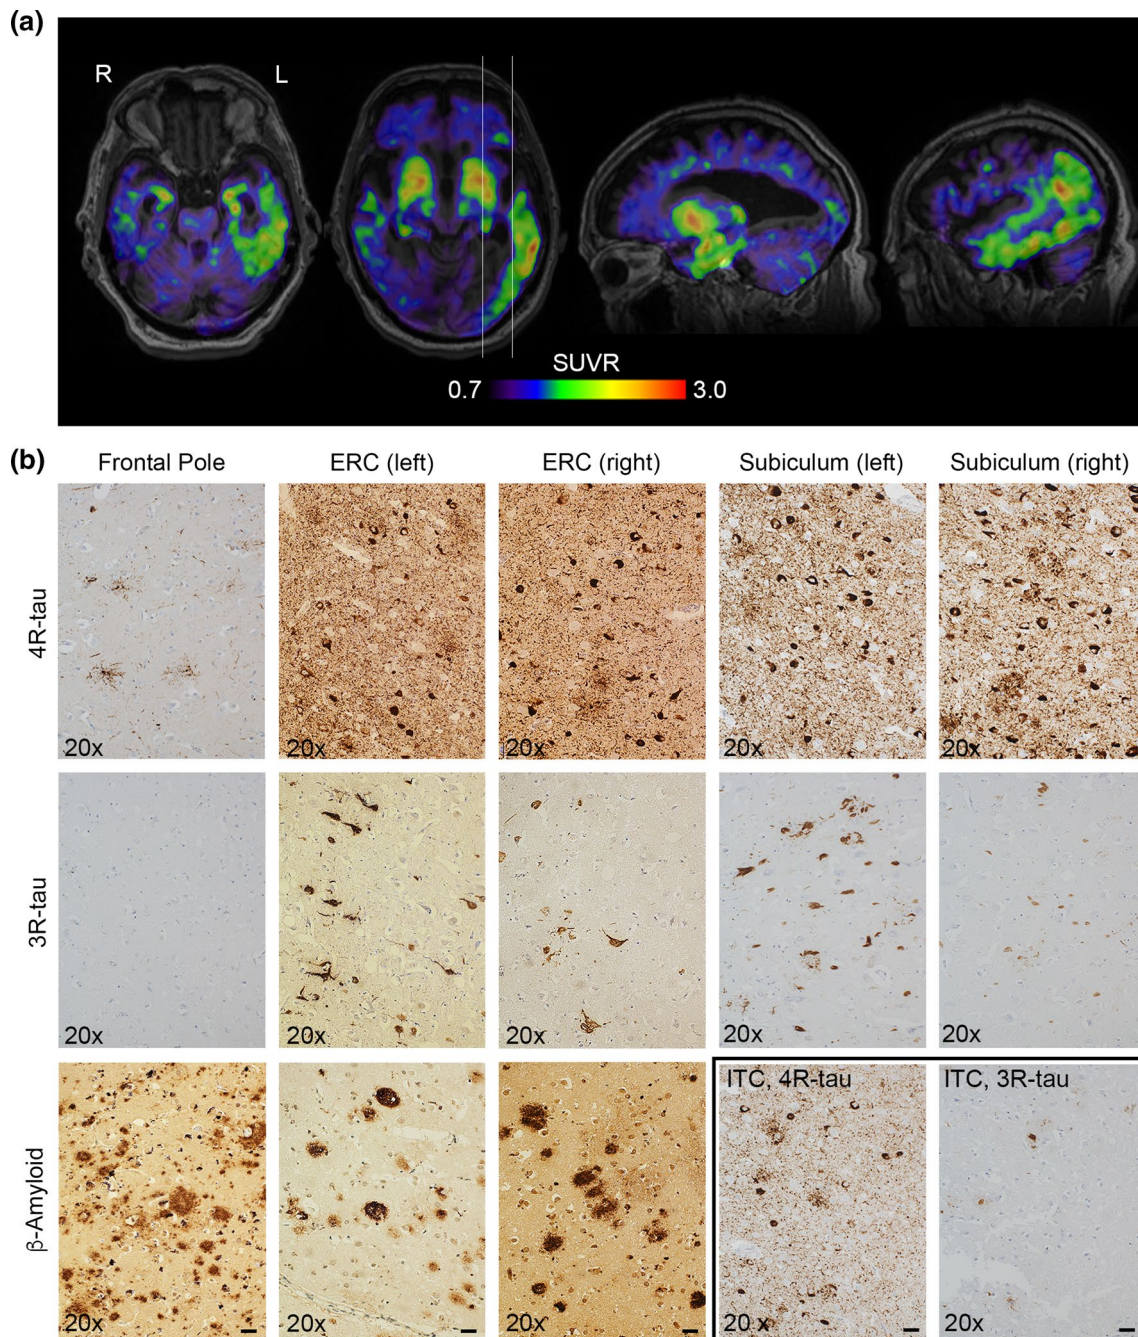 (a)
R
L
SUVR
0.7
3.0
(b)
Frontal Pole
ERC (left)
ERC (right)
Subiculum (left)
Subiculum (right)
4R-tau
20x
20x
20x
20x
20x
3R-tau
20x
20x
20x
20x
20x
β-Amyloid
20x
20x
20x
ITC, 4R-tau
20 x
ITC, 3R-tau
20x